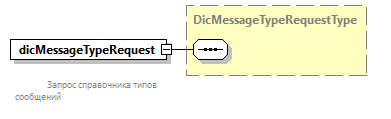 DicMessageTypeRequestType
dicMessageTypeRequest
Запрос справочника типов
сообщений